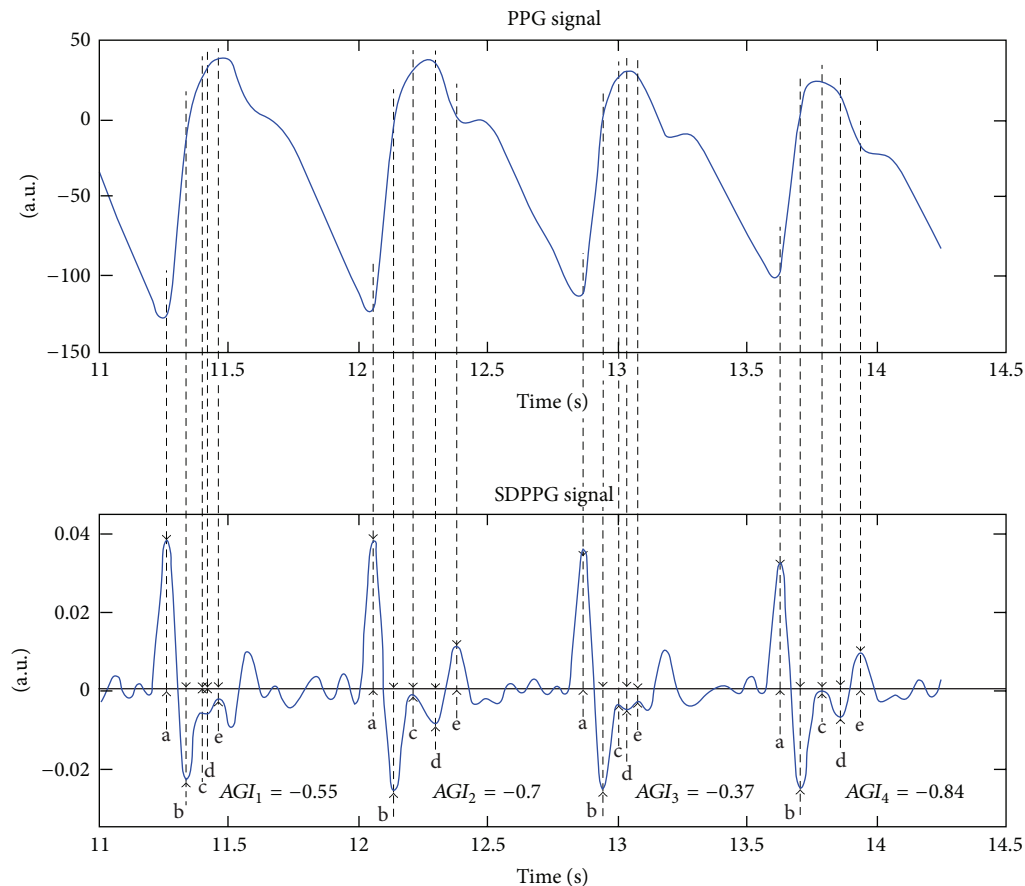 PPG signal
50
0
−50
−100
−150
(a.u.)
11 11.5 12 12.5 13 13.5 14 14.5
Time (s)
SDPPG signal
0.04
0.02
0
−0.02
(a.u.)
a e a c e a c d e a c d e
c d d
b b b b
AGI1 = −0.55 AGI2 = −0.7 AGI3 = −0.37 AGI4 = −0.84
11 11.5 12 12.5 13 13.5 14 14.5
Time (s)